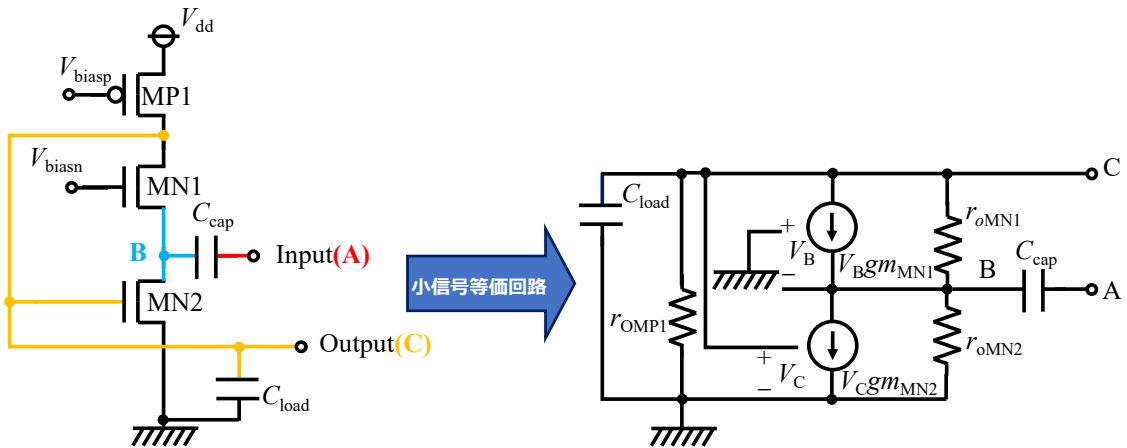 Vdd
Vbiasp
MP1
Vbiasn
MN1
Ccap
B
Input(A)
MN2
Output(C)
Cload
小信号等価回路
C
Cload
roMN1
+
VB
−
VBgmMN1
B
Ccap
A
rOMP1
roMN2
+
VC
−
VCgmMN2